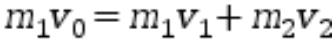 m₁v₀ = m₁v₁ + m₂v₂